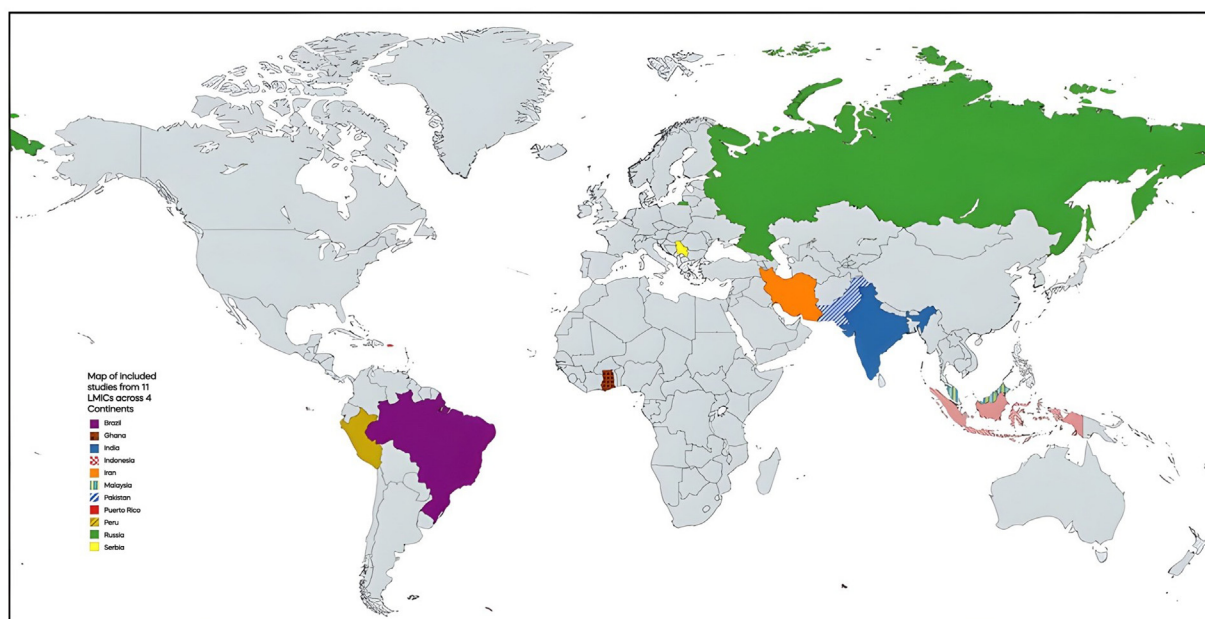 Map of included
studies from 11
LMICs across 4
Continents
Brazil
Ghana
India
Indonesia
Iran
Malaysia
Pakistan
Puerto Rico
Peru
Russia
Serbia